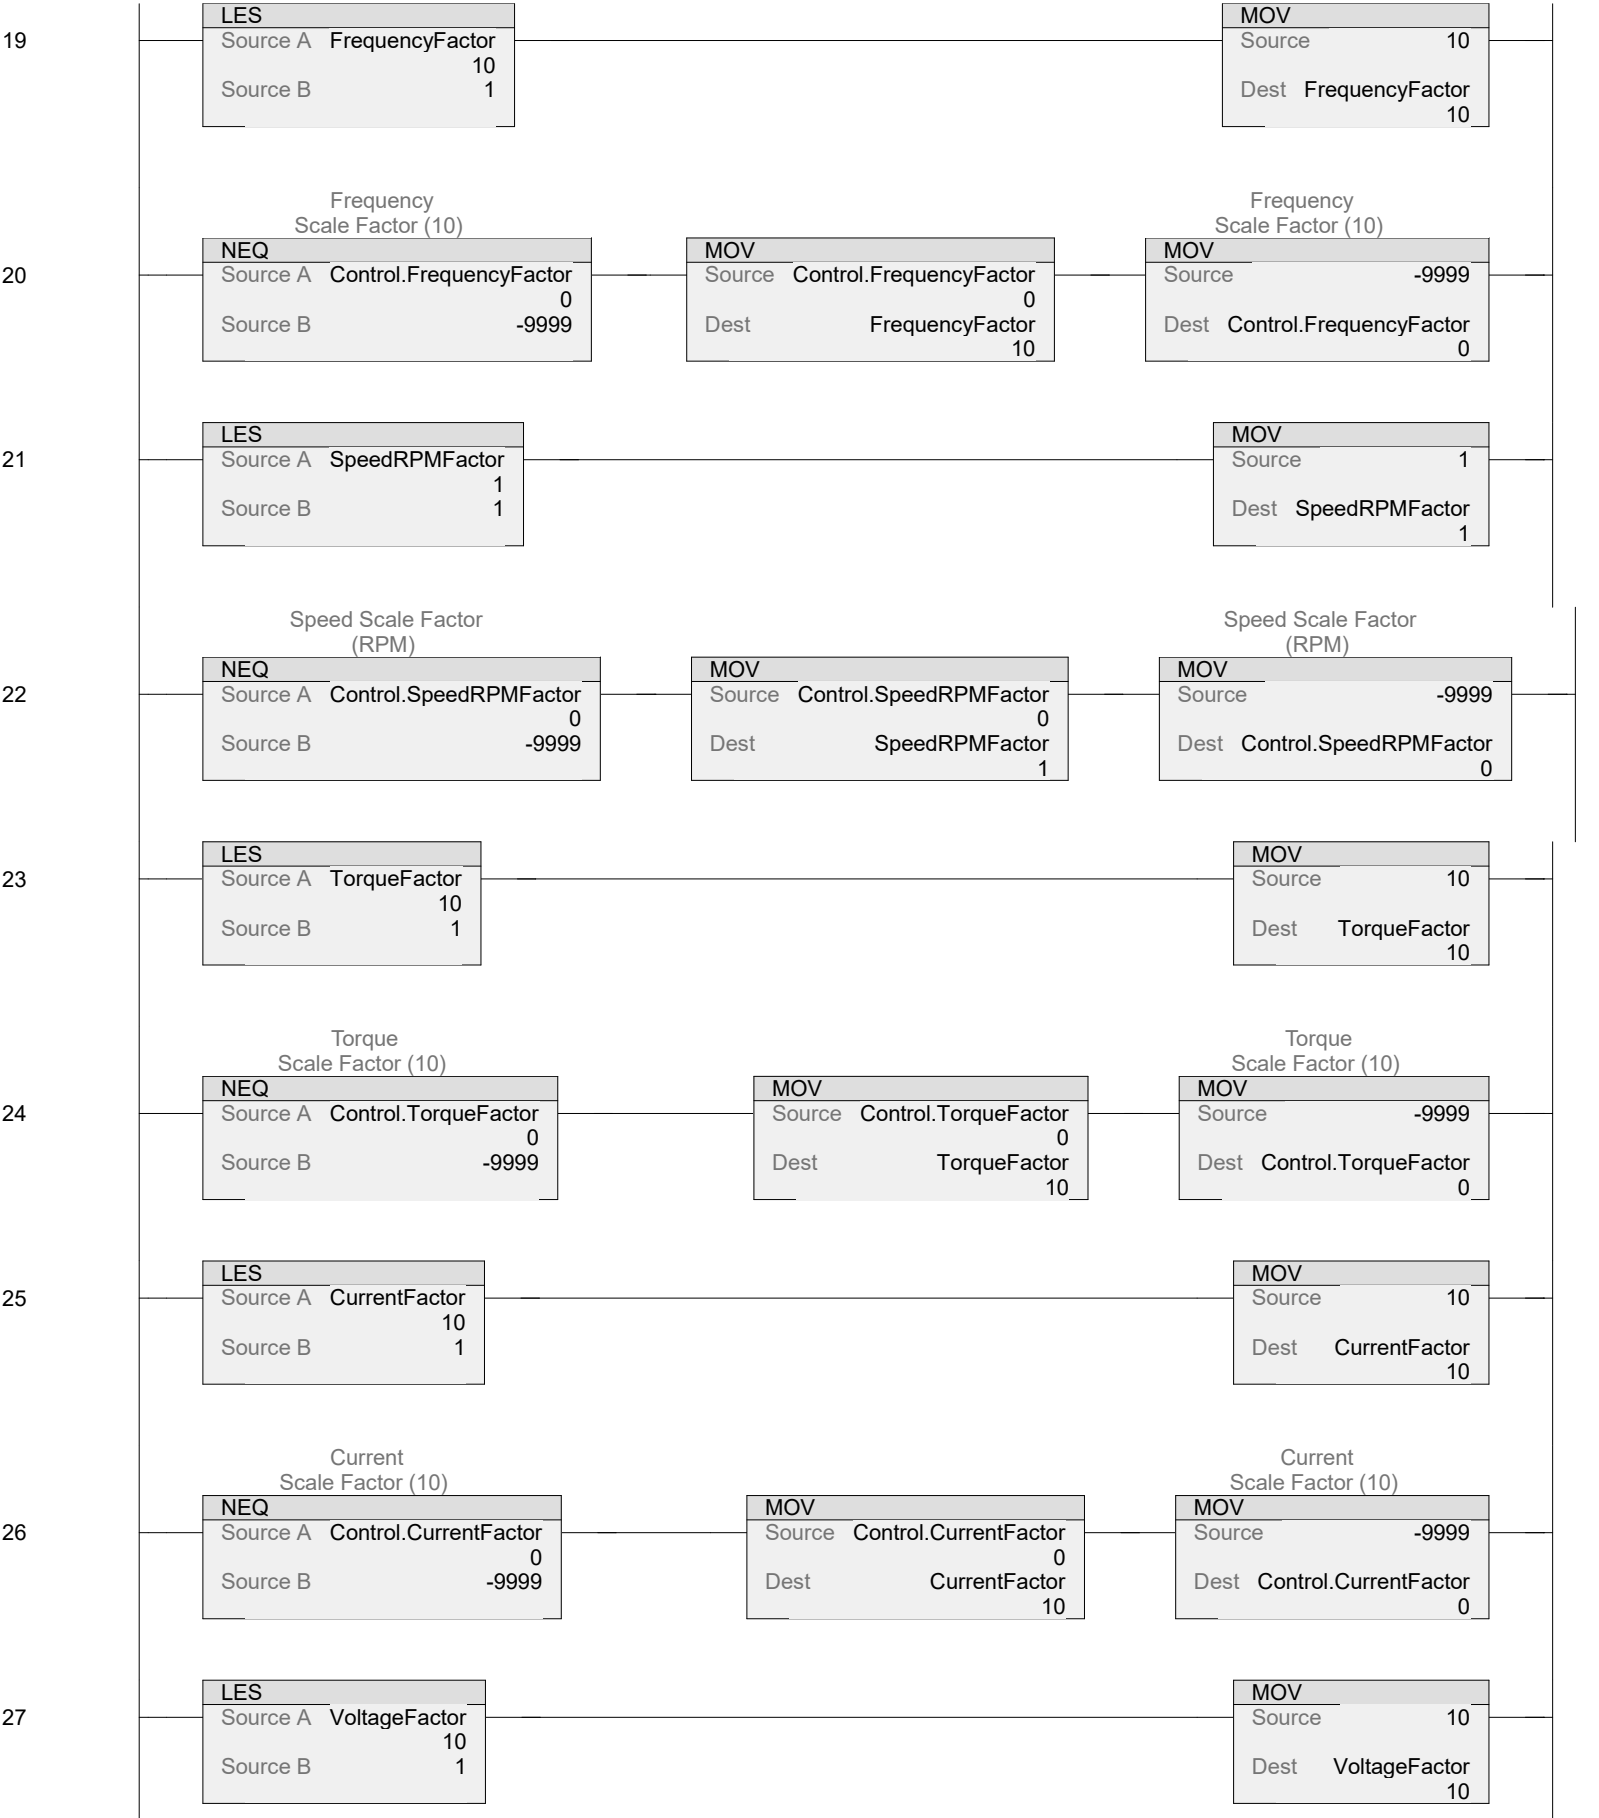 19
LES
Source A FrequencyFactor
10
Source B 1
MOV
Source 10
Dest FrequencyFactor
10
20
Frequency
Scale Factor (10)
NEQ
Source A Control.FrequencyFactor
0
Source B -9999
MOV
Source Control.FrequencyFactor
0
Dest FrequencyFactor
10
Frequency
Scale Factor (10)
MOV
Source -9999
Dest Control.FrequencyFactor
0
21
LES
Source A SpeedRPMFactor
1
Source B 1
MOV
Source 1
Dest SpeedRPMFactor
1
22
Speed Scale Factor
(RPM)
NEQ
Source A Control.SpeedRPMFactor
0
Source B -9999
MOV
Source Control.SpeedRPMFactor
0
Dest SpeedRPMFactor
1
Speed Scale Factor
(RPM)
MOV
Source -9999
Dest Control.SpeedRPMFactor
0
23
LES
Source A TorqueFactor
10
Source B 1
MOV
Source 10
Dest TorqueFactor
10
24
Torque
Scale Factor (10)
NEQ
Source A Control.TorqueFactor
0
Source B -9999
MOV
Source Control.TorqueFactor
0
Dest TorqueFactor
10
Torque
Scale Factor (10)
MOV
Source -9999
Dest Control.TorqueFactor
0
25
LES
Source A CurrentFactor
10
Source B 1
MOV
Source 10
Dest CurrentFactor
10
26
Current
Scale Factor (10)
NEQ
Source A Control.CurrentFactor
0
Source B -9999
MOV
Source Control.CurrentFactor
0
Dest CurrentFactor
10
Current
Scale Factor (10)
MOV
Source -9999
Dest Control.CurrentFactor
0
27
LES
Source A VoltageFactor
10
Source B 1
MOV
Source 10
Dest VoltageFactor
10